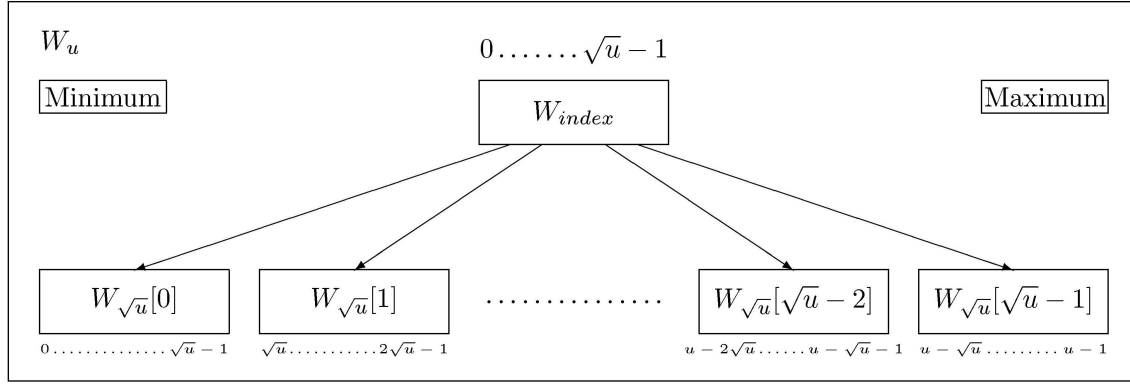 W_u
0 . . . . . . . √u − 1
Minimum
W_index
Maximum
W_√u[0]
W_√u[1]
. . . . . . . . . . . . . . .
W_√u[√u − 2]
W_√u[√u − 1]
0 . . . . . . . . . . . . . . √u − 1
√u . . . . . . . . . . . 2√u − 1
u − 2√u . . . . . . u − √u − 1
u − √u . . . . . . . . . u − 1